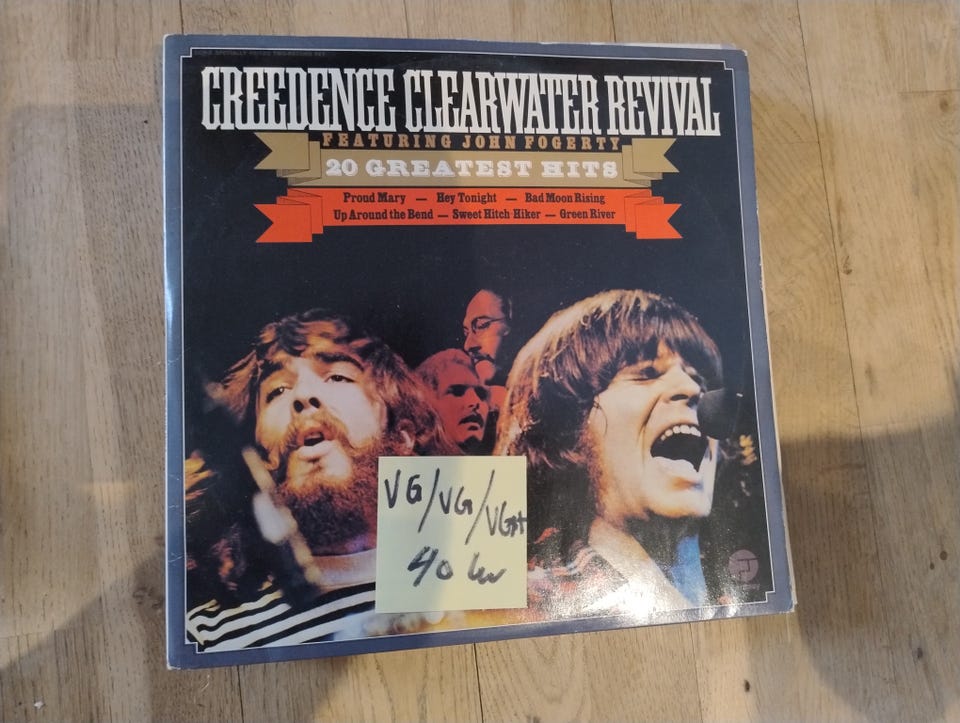 CREEDENCE CLEARWATER REVIVAL
FEATURING JOHN FOGERTY
20 GREATEST HITS
Proud Mary — Hey Tonight — Bad Moon Rising
Up Around the Bend — Sweet Hitch Hiker — Green River
VG/VG/VG+
40 kr